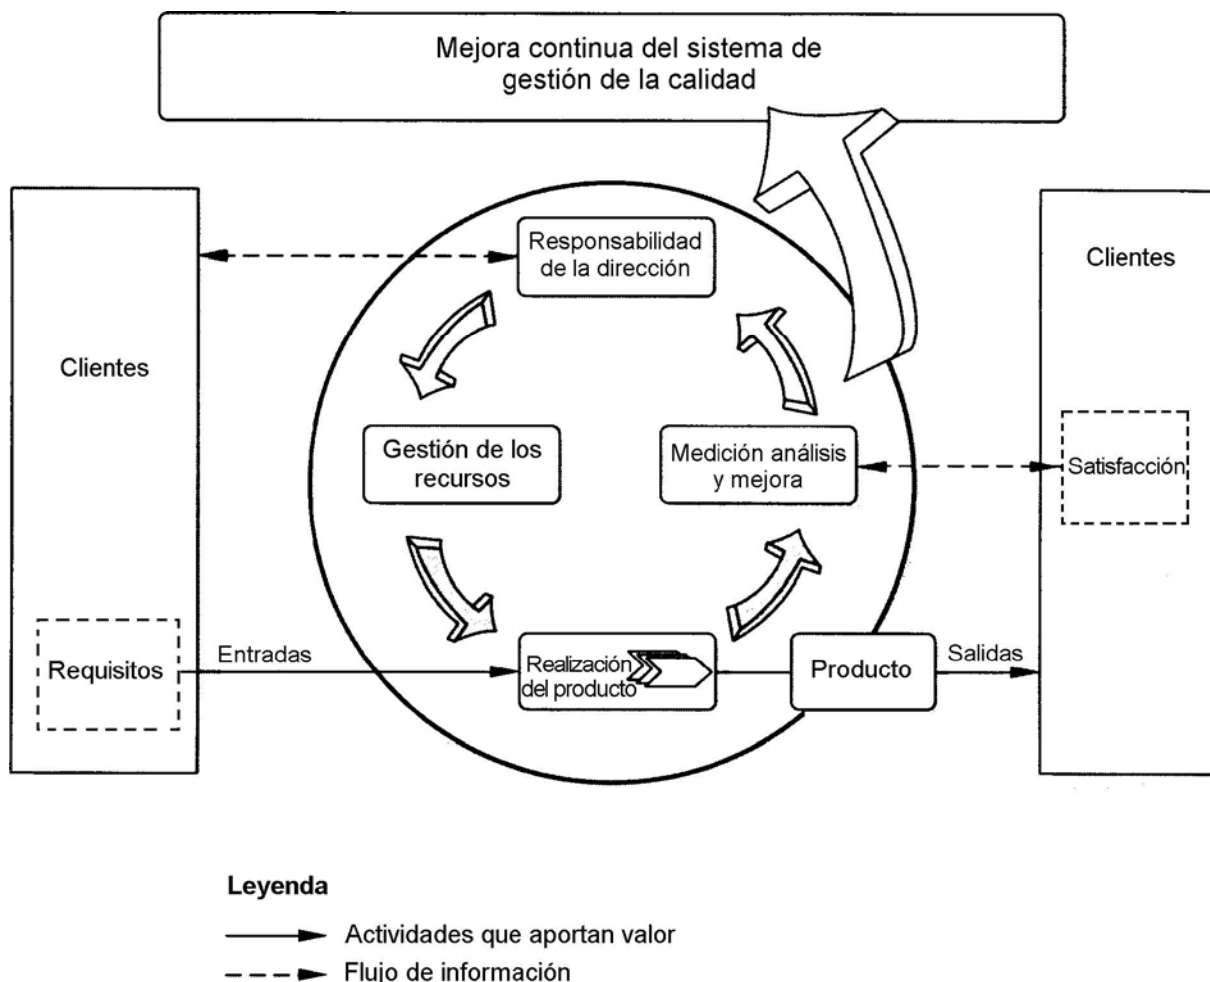 Mejora continua del sistema de
gestión de la calidad
Responsabilidad
de la dirección
Clientes
Clientes
Gestión de los
recursos
Medición análisis
y mejora
Satisfacción
Requisitos
Entradas
Realización
del producto
Producto
Salidas
Leyenda
Actividades que aportan valor
Flujo de información